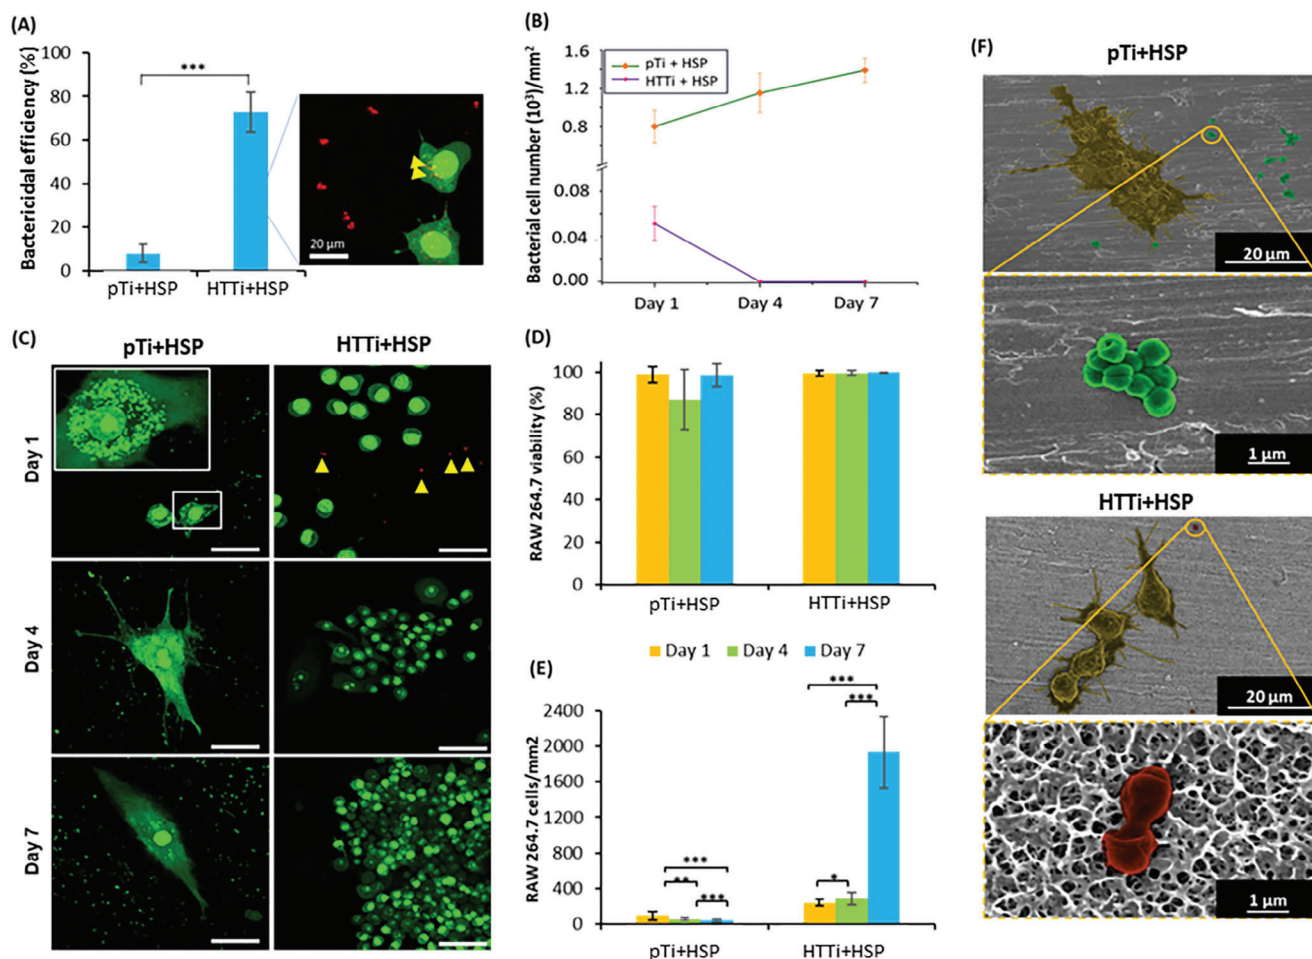 (A)
Bactericidal efficiency (%)
100
80
60
40
20
0
***
pTi+HSP
HTTi+HSP
20 µm
(B)
Bacterial cell number (10³)/mm²
1.6
1.2
0.8
0.08
0.04
0.00
pTi + HSP
HTTi + HSP
Day 1
Day 4
Day 7
(C)
pTi+HSP
HTTi+HSP
Day 1
Day 4
Day 7
(D)
RAW 264.7 viability (%)
100
80
60
40
20
0
pTi+HSP
HTTi+HSP
Day 1
Day 4
Day 7
(E)
RAW 264.7 cells/mm2
2400
2000
1600
1200
800
400
0
***
**
***
***
***
*
pTi+HSP
HTTi+HSP
(F)
pTi+HSP
20 µm
1 µm
HTTi+HSP
20 µm
1 µm